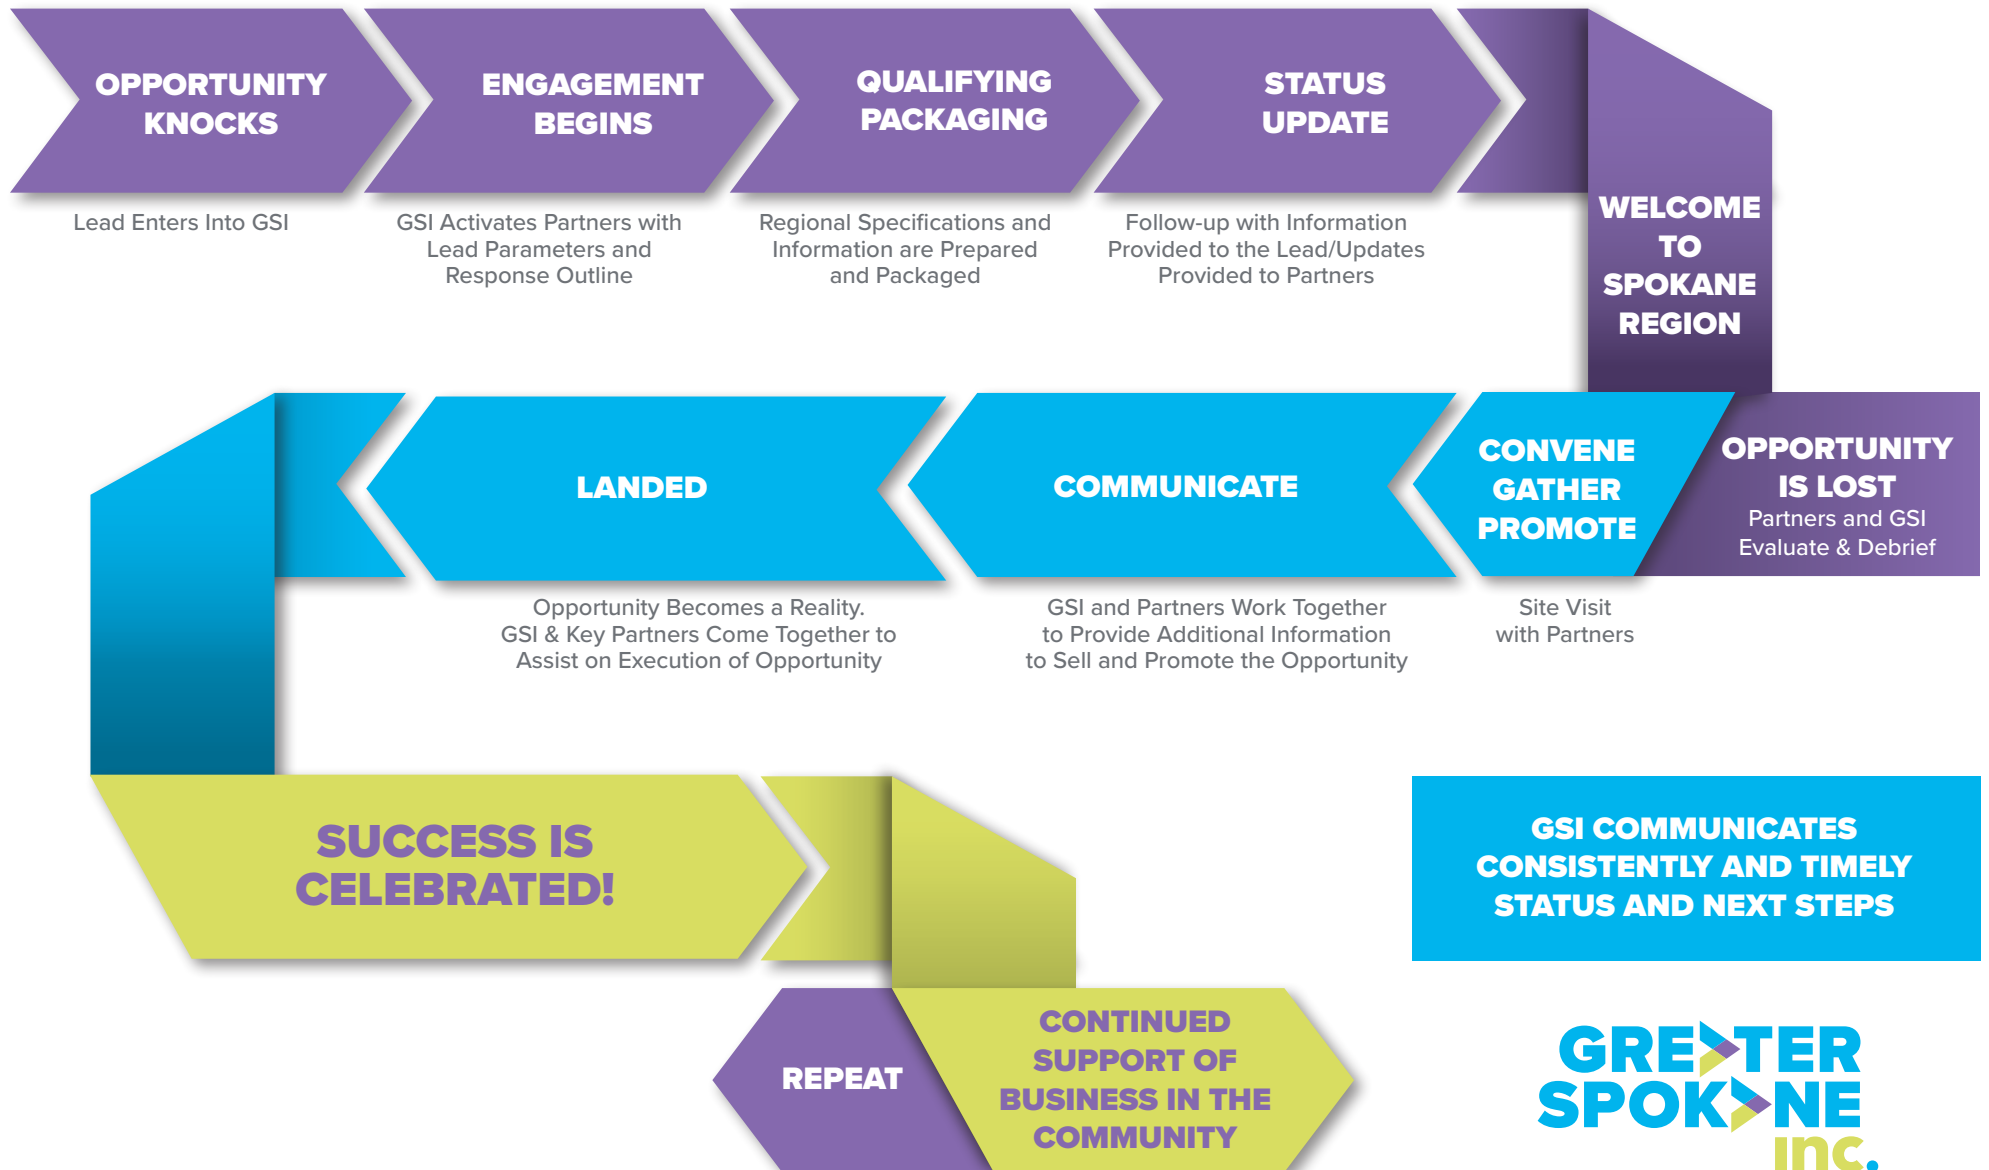 OPPORTUNITY
KNOCKS
Lead Enters Into GSI
ENGAGEMENT
BEGINS
GSI Activates Partners with
Lead Parameters and
Response Outline
QUALIFYING
PACKAGING
Regional Specifications and
Information are Prepared
and Packaged
STATUS
UPDATE
Follow-up with Information
Provided to the Lead/Updates
Provided to Partners
WELCOME
TO
SPOKANE
REGION
OPPORTUNITY
IS LOST
Partners and GSI
Evaluate & Debrief
CONVENE
GATHER
PROMOTE
Site Visit
with Partners
COMMUNICATE
GSI and Partners Work Together
to Provide Additional Information
to Sell and Promote the Opportunity
LANDED
Opportunity Becomes a Reality.
GSI & Key Partners Come Together to
Assist on Execution of Opportunity
SUCCESS IS
CELEBRATED!
CONTINUED
SUPPORT OF
BUSINESS IN THE
COMMUNITY
REPEAT
GSI COMMUNICATES
CONSISTENTLY AND TIMELY
STATUS AND NEXT STEPS
GREATER
SPOKANE
inc.